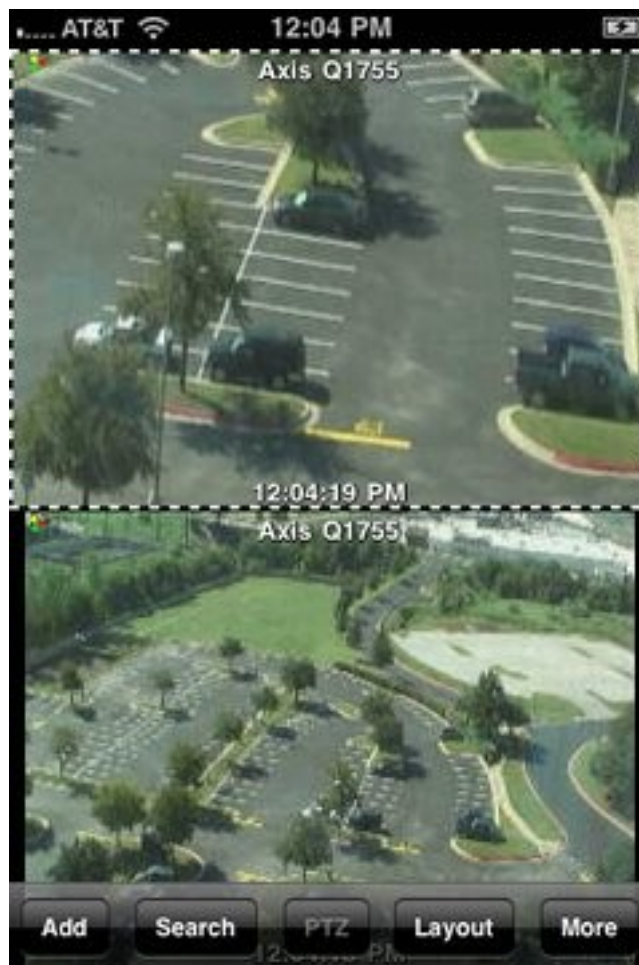 AT&T 12:04 PM
Axis Q1755
12:04:19 PM
Axis Q1755
Add Search PTZ Layout More